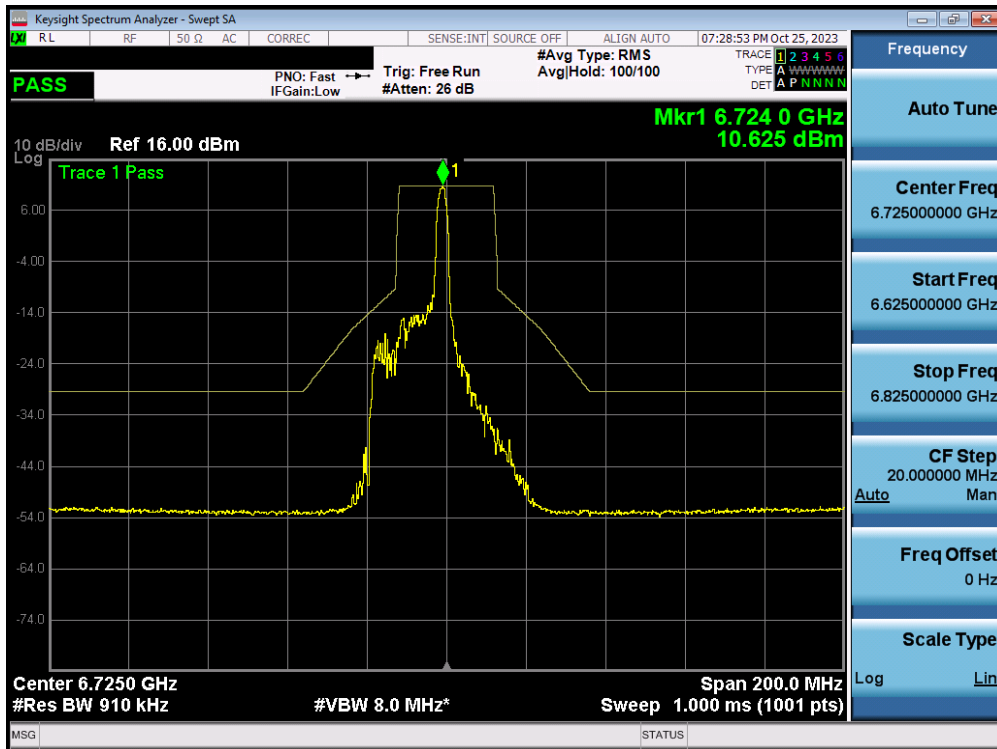 Keysight Spectrum Analyzer - Swept SA
LXI RL RF 50 Ω AC CORREC SENSE:INT SOURCE OFF ALIGN AUTO 07:28:53 PM Oct 25, 2023
PASS
PNO: Fast
IFGain:Low
Trig: Free Run
#Atten: 26 dB
#Avg Type: RMS
Avg|Hold: 100/100
TRACE 1 2 3 4 5 6
TYPE A WWWWW
DET A P N N N N
Mkr1 6.724 0 GHz
10.625 dBm
10 dB/div Ref 16.00 dBm
Log
Trace 1 Pass
1
6.00
-4.00
-14.0
-24.0
-34.0
-44.0
-54.0
-64.0
-74.0
Center 6.7250 GHz Span 200.0 MHz
#Res BW 910 kHz #VBW 8.0 MHz* Sweep 1.000 ms (1001 pts)
MSG STATUS
Frequency
Auto Tune
Center Freq
6.725000000 GHz
Start Freq
6.625000000 GHz
Stop Freq
6.825000000 GHz
CF Step
20.000000 MHz
Auto Man
Freq Offset
0 Hz
Scale Type
Log Lin